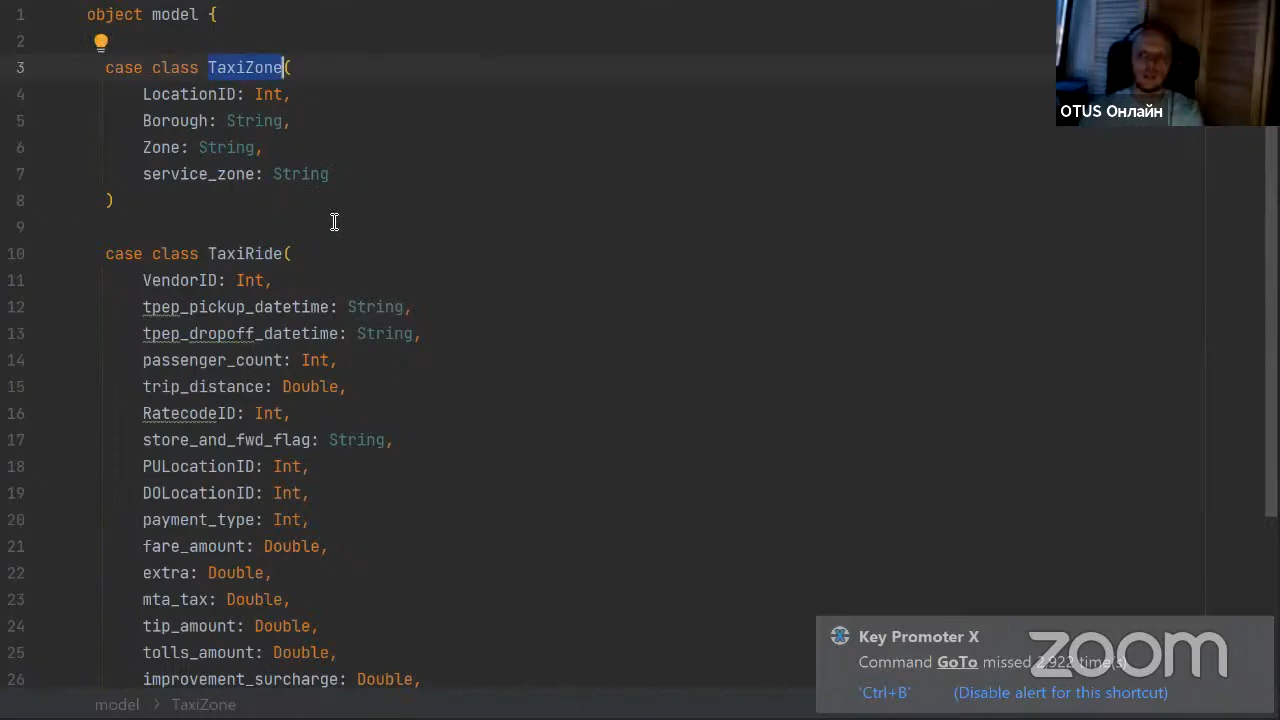 1 object model {
2
3 case class TaxiZone(
4 LocationID: Int,
5 Borough: String,
6 Zone: String,
7 service_zone: String
8 )
9
10 case class TaxiRide(
11 VendorID: Int,
12 tpep_pickup_datetime: String,
13 tpep_dropoff_datetime: String,
14 passenger_count: Int,
15 trip_distance: Double,
16 RatecodeID: Int,
17 store_and_fwd_flag: String,
18 PULocationID: Int,
19 DOLocationID: Int,
20 payment_type: Int,
21 fare_amount: Double,
22 extra: Double,
23 mta_tax: Double,
24 tip_amount: Double,
25 tolls_amount: Double,
26 improvement_surcharge: Double,
model > TaxiZone
OTUS Онлайн
Key Promoter X
Command GoTo missed 2,922 time(s)
'Ctrl+B' (Disable alert for this shortcut)
zoom